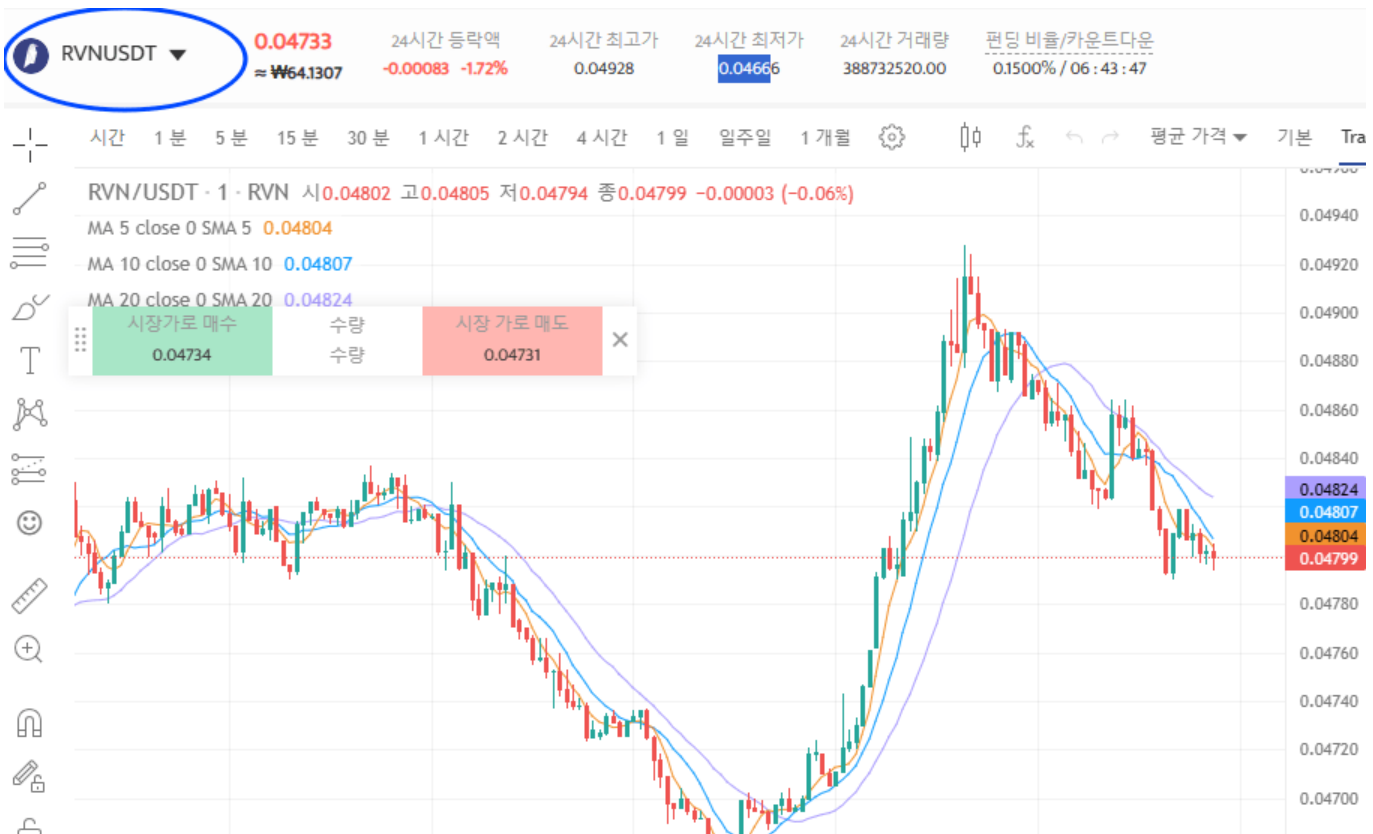 RVNUSDT
0.04733
≈ ₩64.1307
24시간 등락액
-0.00083 -1.72%
24시간 최고가
0.04928
24시간 최저가
0.04666
24시간 거래량
388732520.00
펀딩 비율/카운트다운
0.1500% / 06 : 43 : 47
시간 1 분 5 분 15 분 30 분 1 시간 2 시간 4 시간 1 일 일주일 1 개월 fx 평균 가격 기본 Tra
RVN/USDT · 1 · RVN 시0.04802 고0.04805 저0.04794 종0.04799 −0.00003 (−0.06%)
MA 5 close 0 SMA 5 0.04804
MA 10 close 0 SMA 10 0.04807
MA 20 close 0 SMA 20 0.04824
시장가로 매수 수량 시장 가로 매도
0.04734 수량 0.04731
T
0.04940
0.04920
0.04900
0.04880
0.04860
0.04840
0.04824
0.04807
0.04804
0.04799
0.04780
0.04760
0.04740
0.04720
0.04700